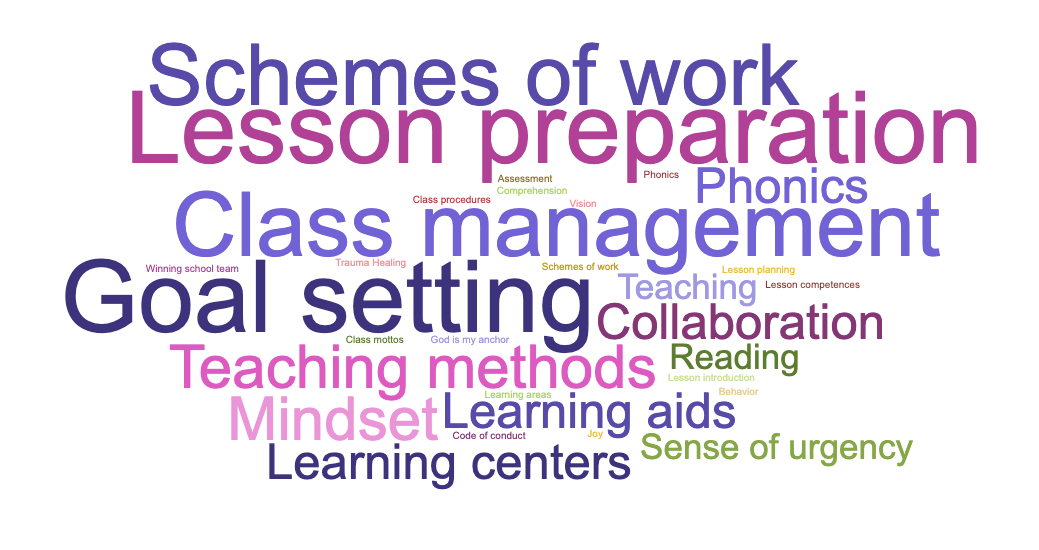 Schemes of work
Lesson preparation
Assessment
Phonics
Phonics
Comprehension
Class procedures
Vision
Class management
Winning school team
Trauma Healing
Schemes of work
Lesson planning
Goal setting
Teaching
Lesson competences
Collaboration
Class mottos
God is my anchor
Teaching methods
Reading
Lesson introduction
Learning areas
Behavior
Mindset
Learning aids
Code of conduct
Joy
Sense of urgency
Learning centers